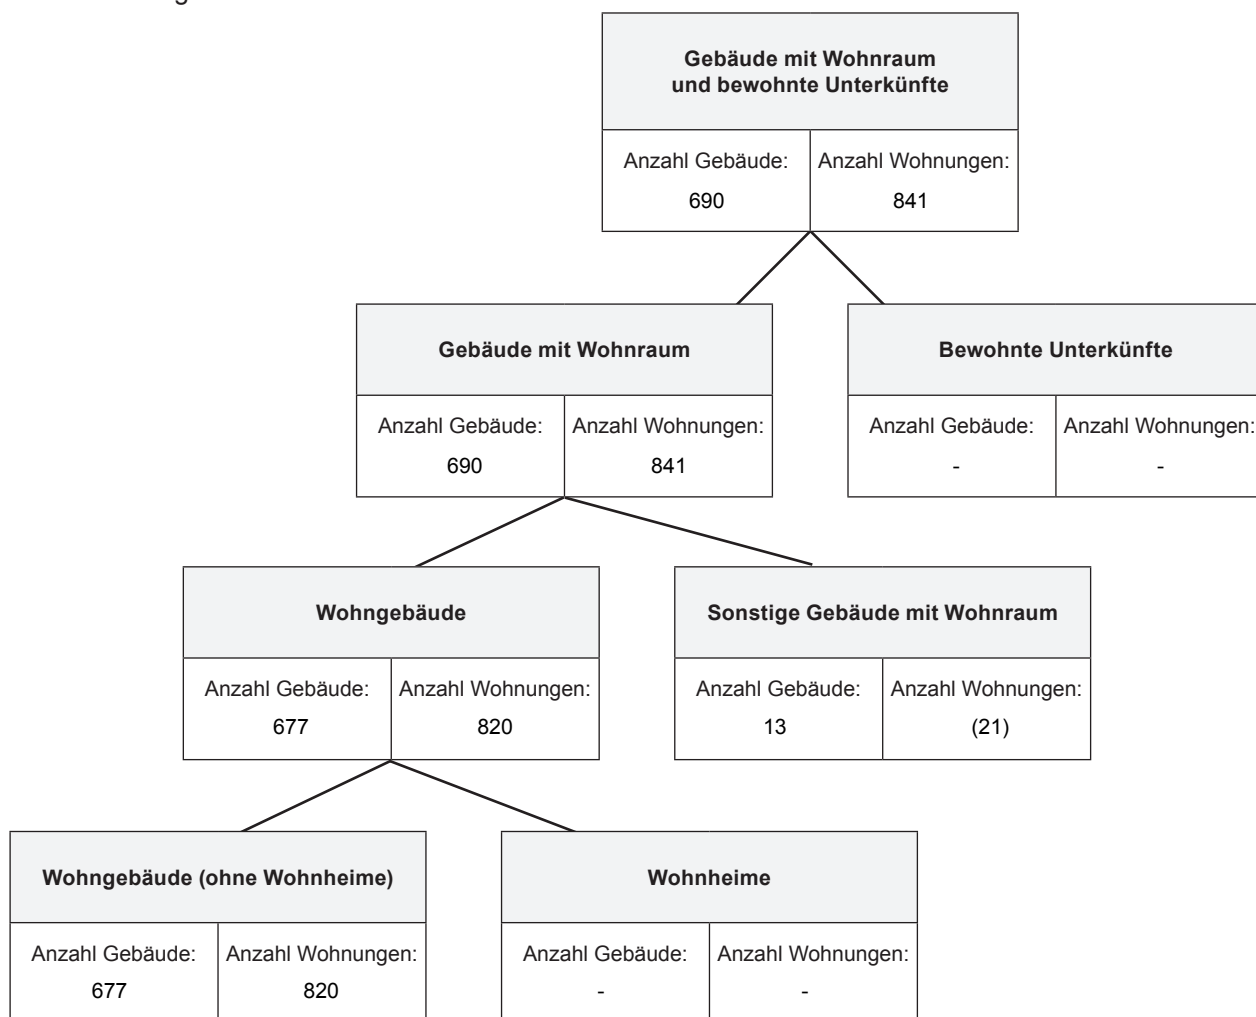 Gebäude mit Wohnraum
und bewohnte Unterkünfte
Anzahl Gebäude: Anzahl Wohnungen:
690 841
Gebäude mit Wohnraum
Anzahl Gebäude: Anzahl Wohnungen:
690 841
Bewohnte Unterkünfte
Anzahl Gebäude: Anzahl Wohnungen:
- -
Wohngebäude
Anzahl Gebäude: Anzahl Wohnungen:
677 820
Sonstige Gebäude mit Wohnraum
Anzahl Gebäude: Anzahl Wohnungen:
13 (21)
Wohngebäude (ohne Wohnheime)
Anzahl Gebäude: Anzahl Wohnungen:
677 820
Wohnheime
Anzahl Gebäude: Anzahl Wohnungen:
- -